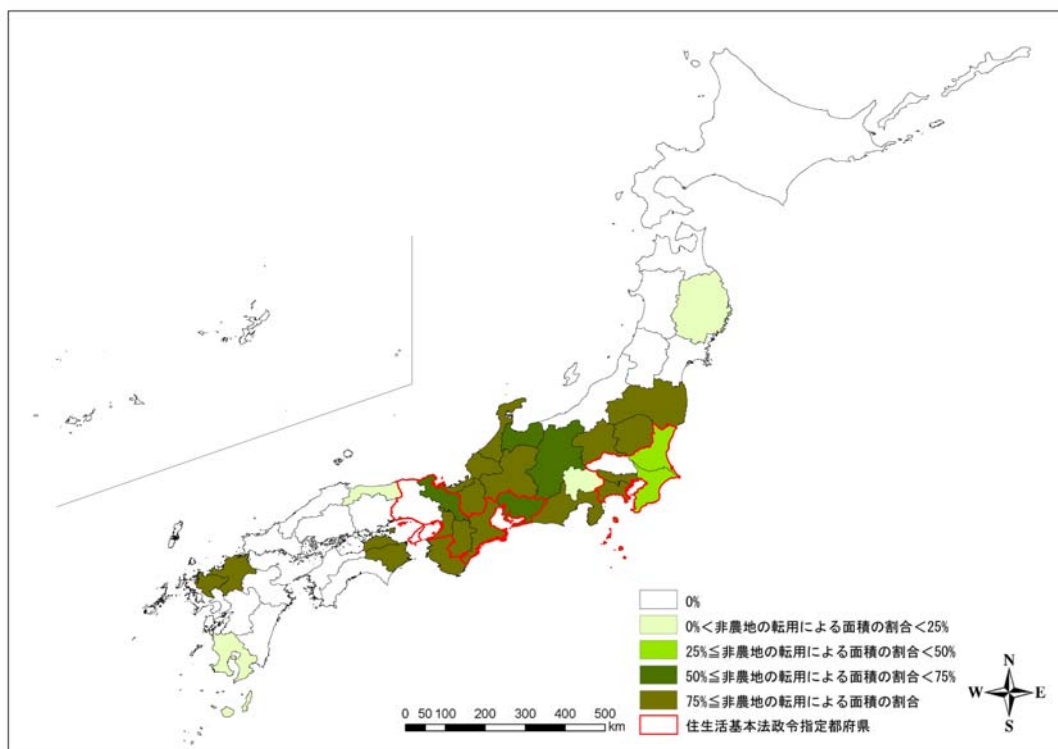 0%
0%<非農地の転用による面積の割合<25%
25%≦非農地の転用による面積の割合<50%
50%≦非農地の転用による面積の割合<75%
75%≦非農地の転用による面積の割合
住生活基本法政令指定都府県
0 50 100 200 300 400 500
km
N
W E
S